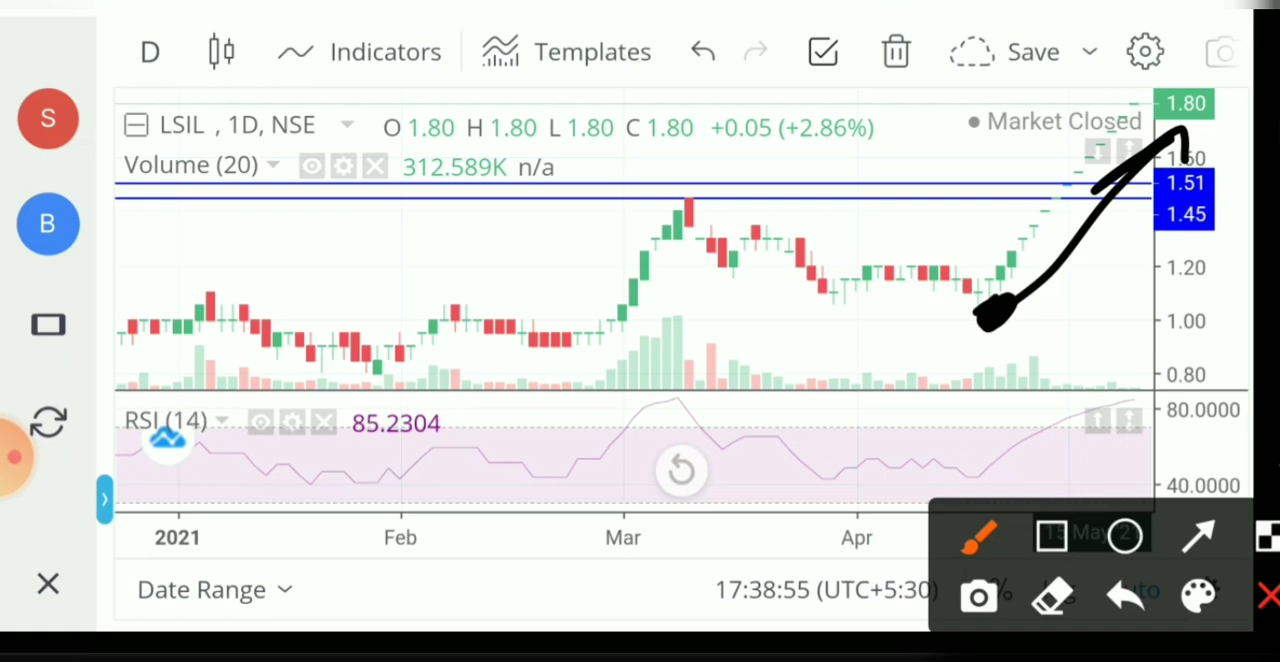 D Indicators Templates Save
S
LSIL , 1D, NSE O 1.80 H 1.80 L 1.80 C 1.80 +0.05 (+2.86%)
Market Closed
1.80
Volume (20) 312.589K n/a
1.60
1.51
B
1.45
1.20
1.00
0.80
RSI (14) 85.2304
80.0000
40.0000
2021 Feb Mar Apr
Date Range 17:38:55 (UTC+5:30)